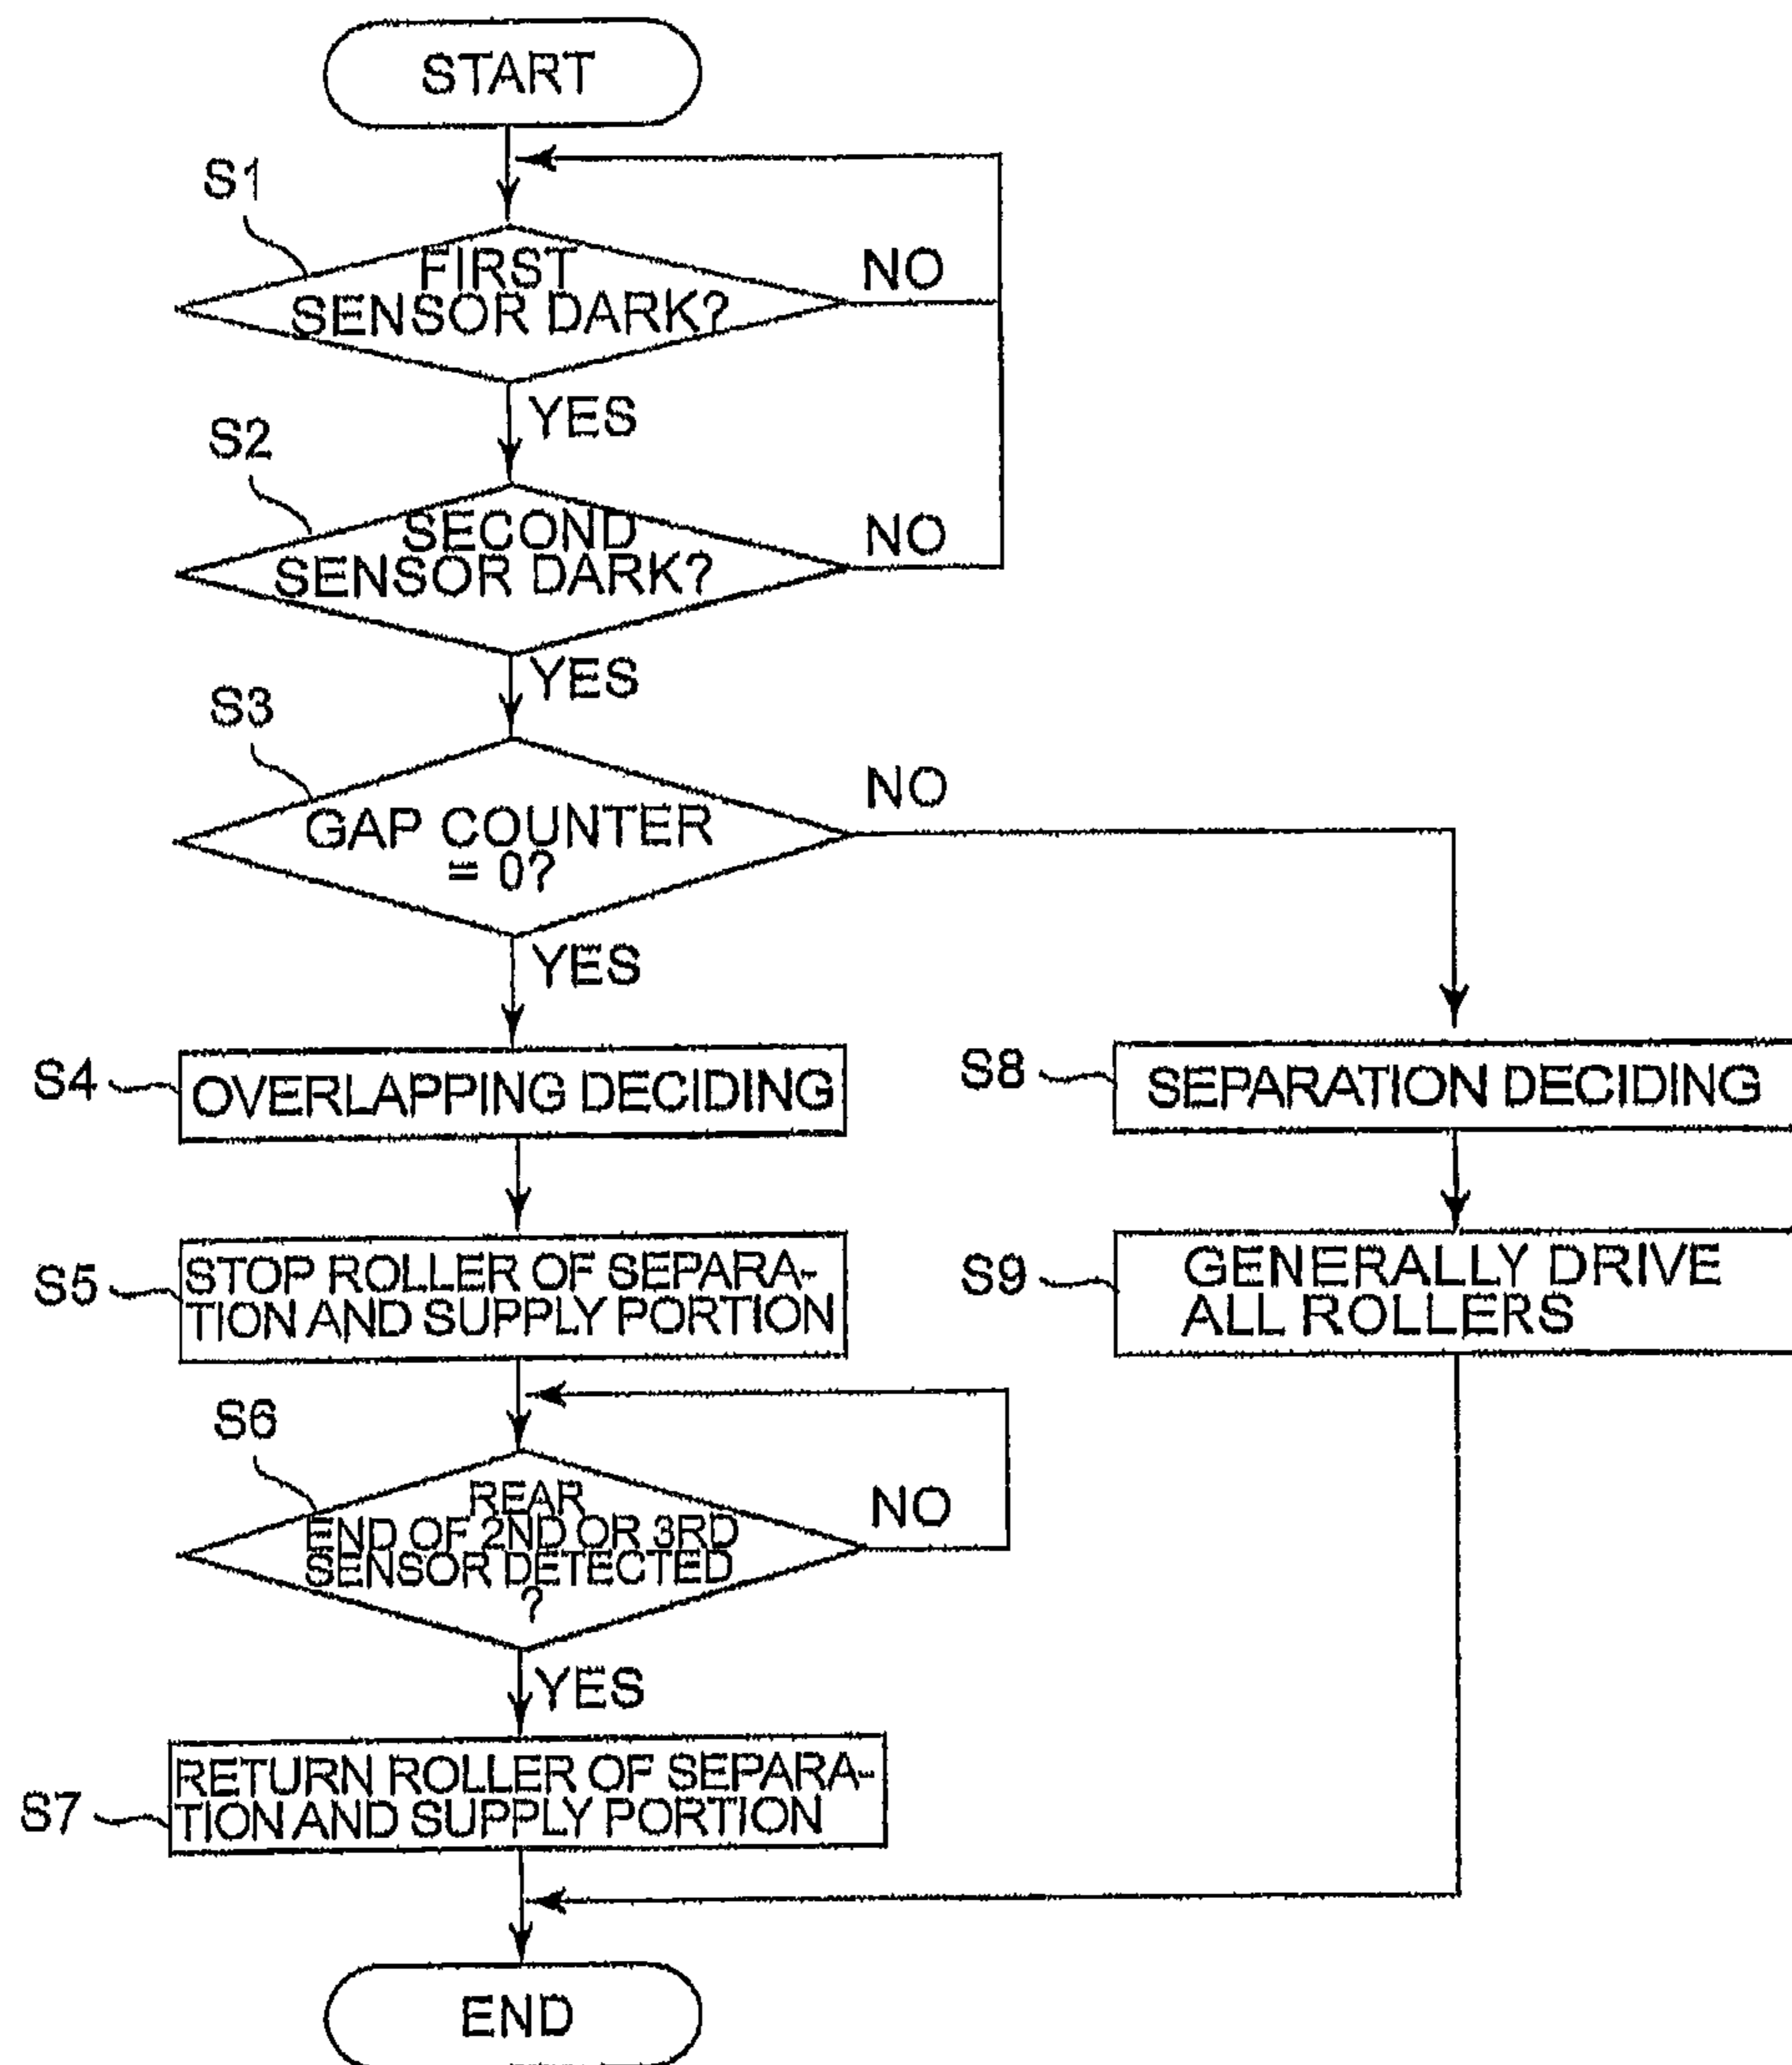 START
S1
FIRST
SENSOR DARK?
NO
YES
S2
SECOND
SENSOR DARK?
NO
YES
S3
GAP COUNTER
= 0?
NO
YES
S4
OVERLAPPING DECIDING
S8
SEPARATION DECIDING
S5
STOP ROLLER OF SEPARA-
TION AND SUPPLY PORTION
S9
GENERALLY DRIVE
ALL ROLLERS
S6
REAR
END OF 2ND OR 3RD
SENSOR DETECTED
?
NO
YES
S7
RETURN ROLLER OF SEPARA-
TION AND SUPPLY PORTION
END